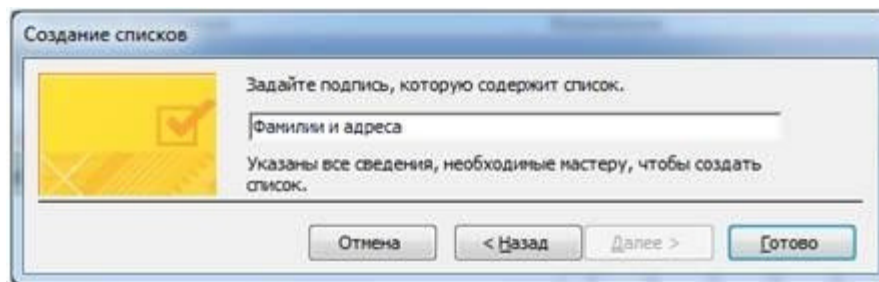 Создание списков
Задайте подпись, которую содержит список.
Фамилии и адреса
Указаны все сведения, необходимые мастеру, чтобы создать
список.
Отмена
< Назад
Далее >
Готово